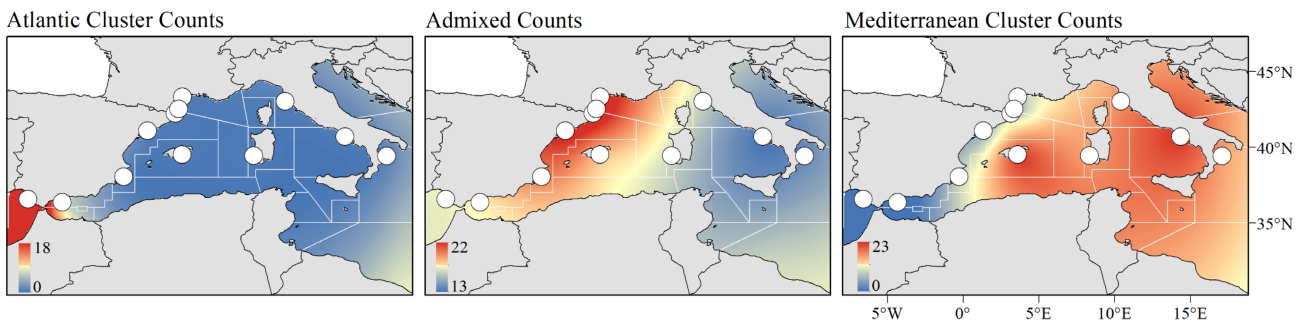 Atlantic Cluster Counts
Admixed Counts
Mediterranean Cluster Counts
45°N
40°N
35°N
18
0
22
13
23
0
5°W
0°
5°E
10°E
15°E